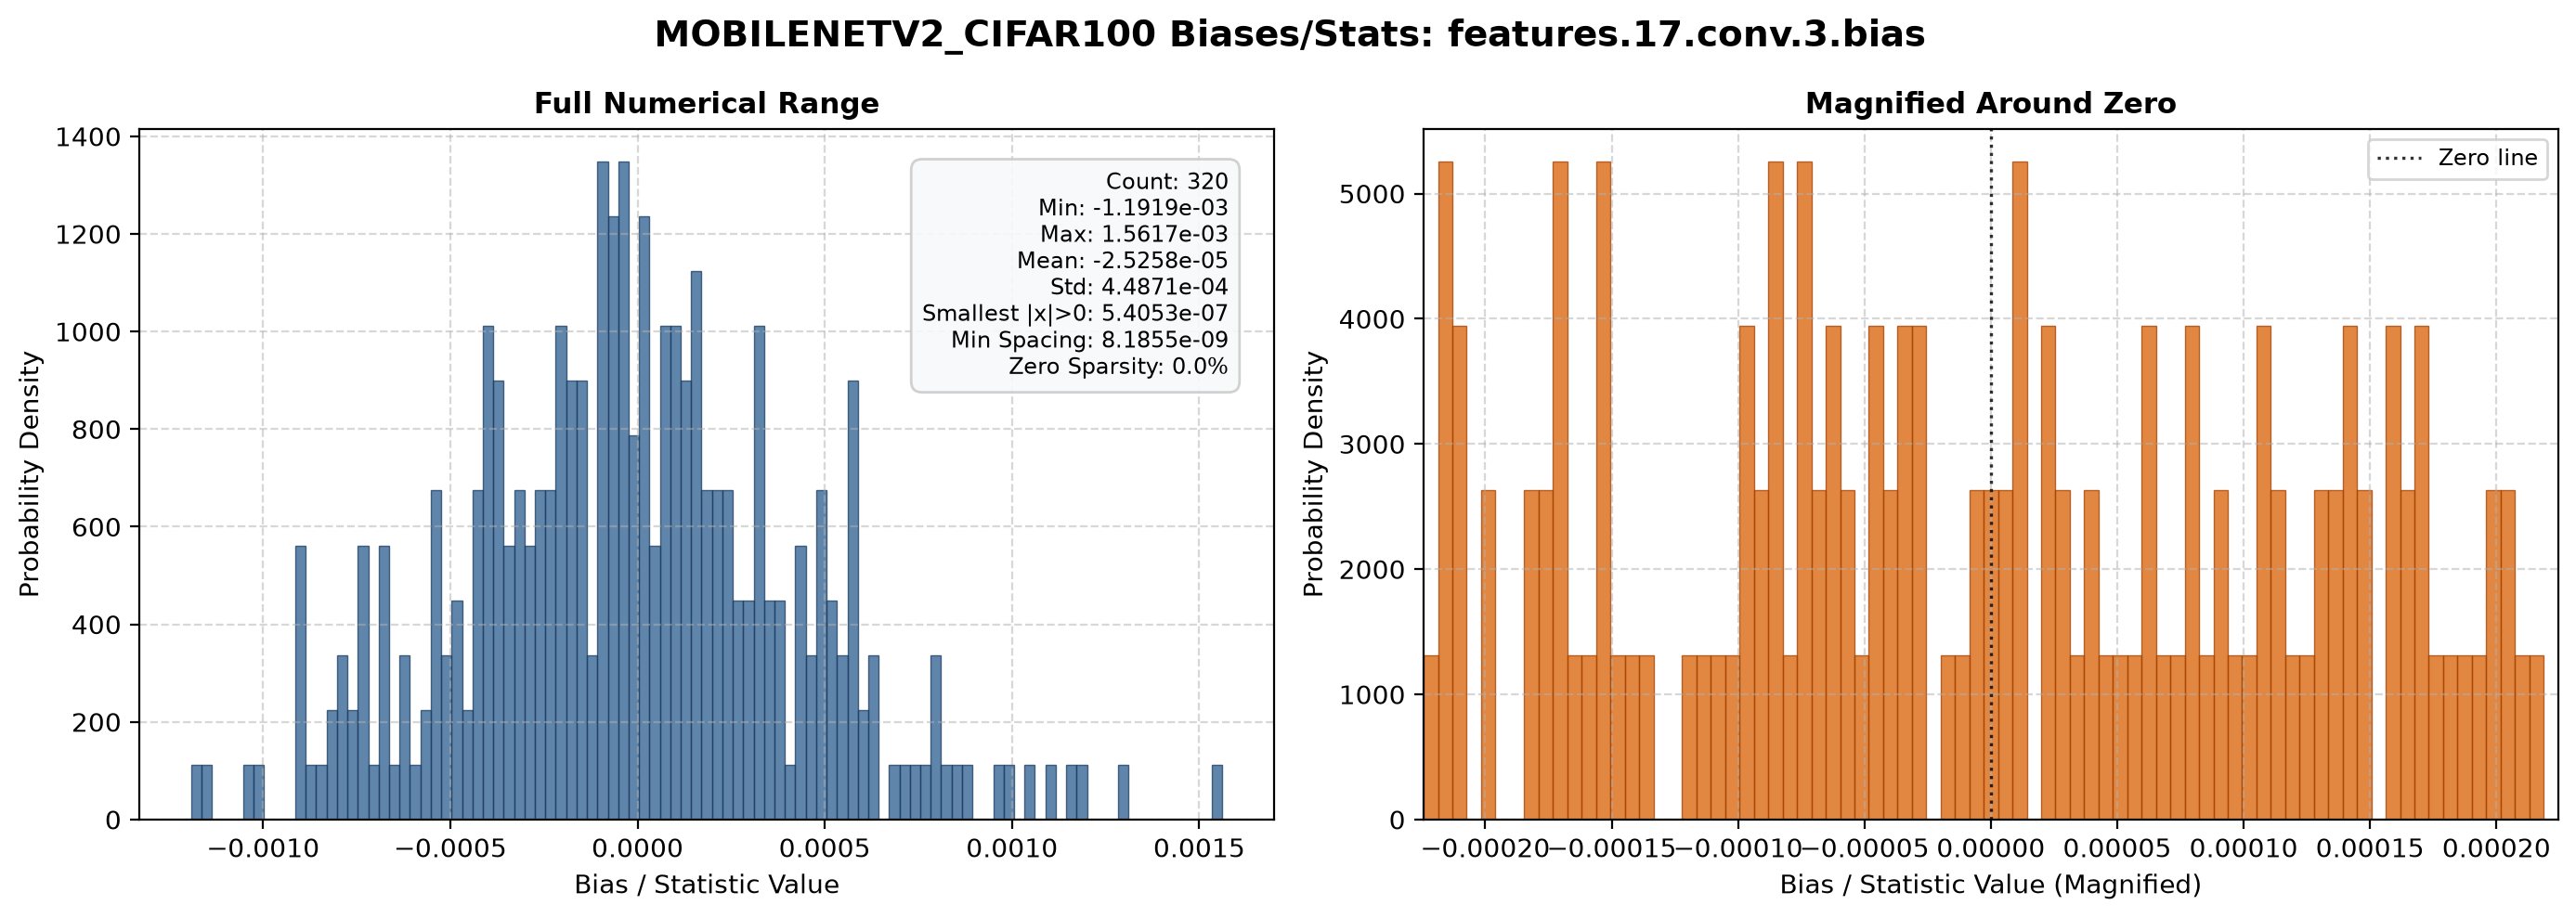 MOBILENETV2_CIFAR100 Biases/Stats: features.17.conv.3.bias
Full Numerical Range
Probability Density
1400
1200
1000
800
600
400
200
0
Count: 320
Min: -1.1919e-03
Max: 1.5617e-03
Mean: -2.5258e-05
Std: 4.4871e-04
Smallest |x|>0: 5.4053e-07
Min Spacing: 8.1855e-09
Zero Sparsity: 0.0%
−0.0010 −0.0005 0.0000 0.0005 0.0010 0.0015
Bias / Statistic Value
Magnified Around Zero
Probability Density
5000
4000
3000
2000
1000
0
Zero line
−0.00020 −0.00015 −0.00010 −0.00005 0.00000 0.00005 0.00010 0.00015 0.00020
Bias / Statistic Value (Magnified)